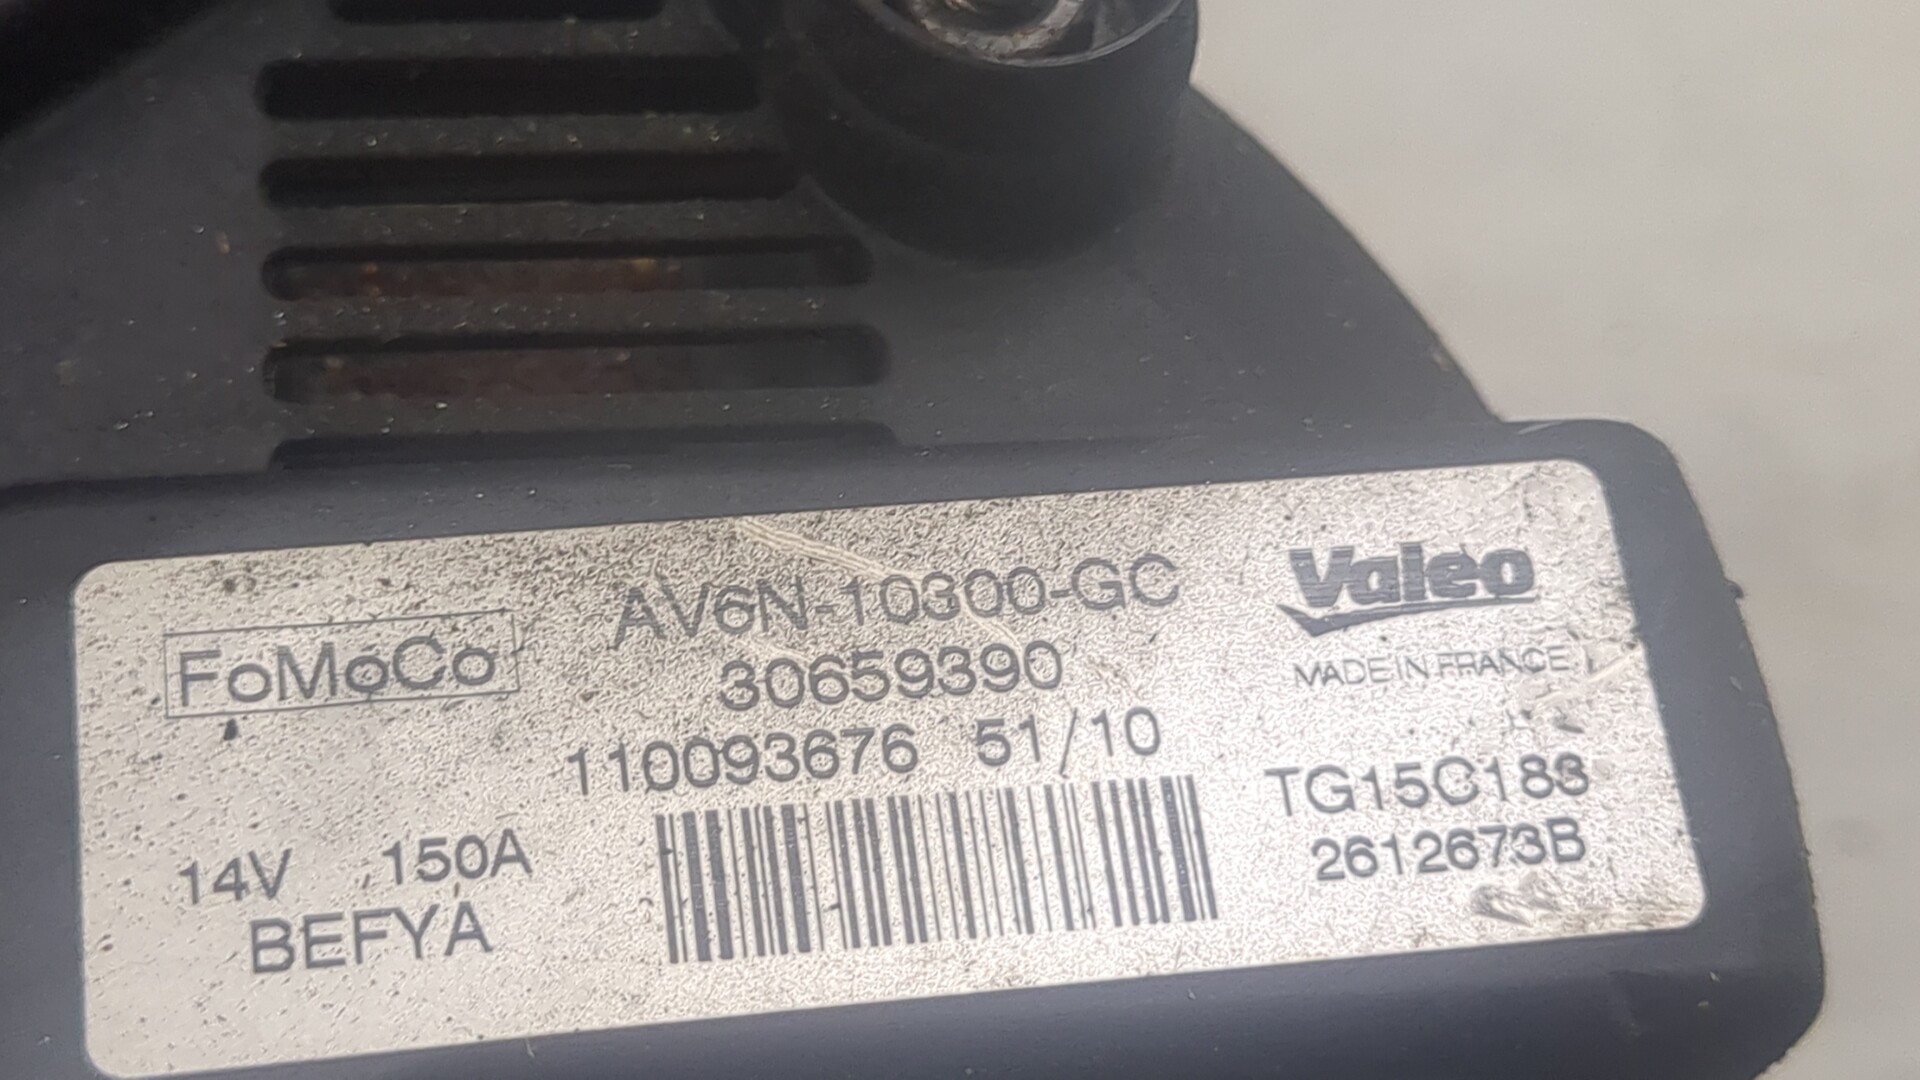 FoMoCo
AV6N-10300-GC
30659390
110093676 51/10
14V 150A
BEFYA
Valeo
MADE IN FRANCE
TG15C188
2612673B